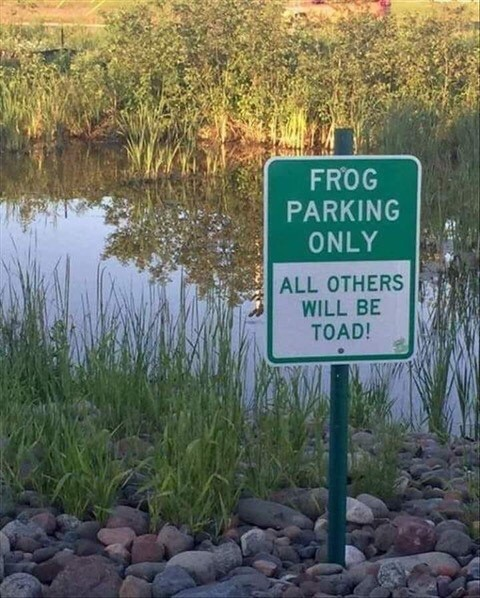 FROG
PARKING
ONLY
ALL OTHERS
WILL BE
TOAD!